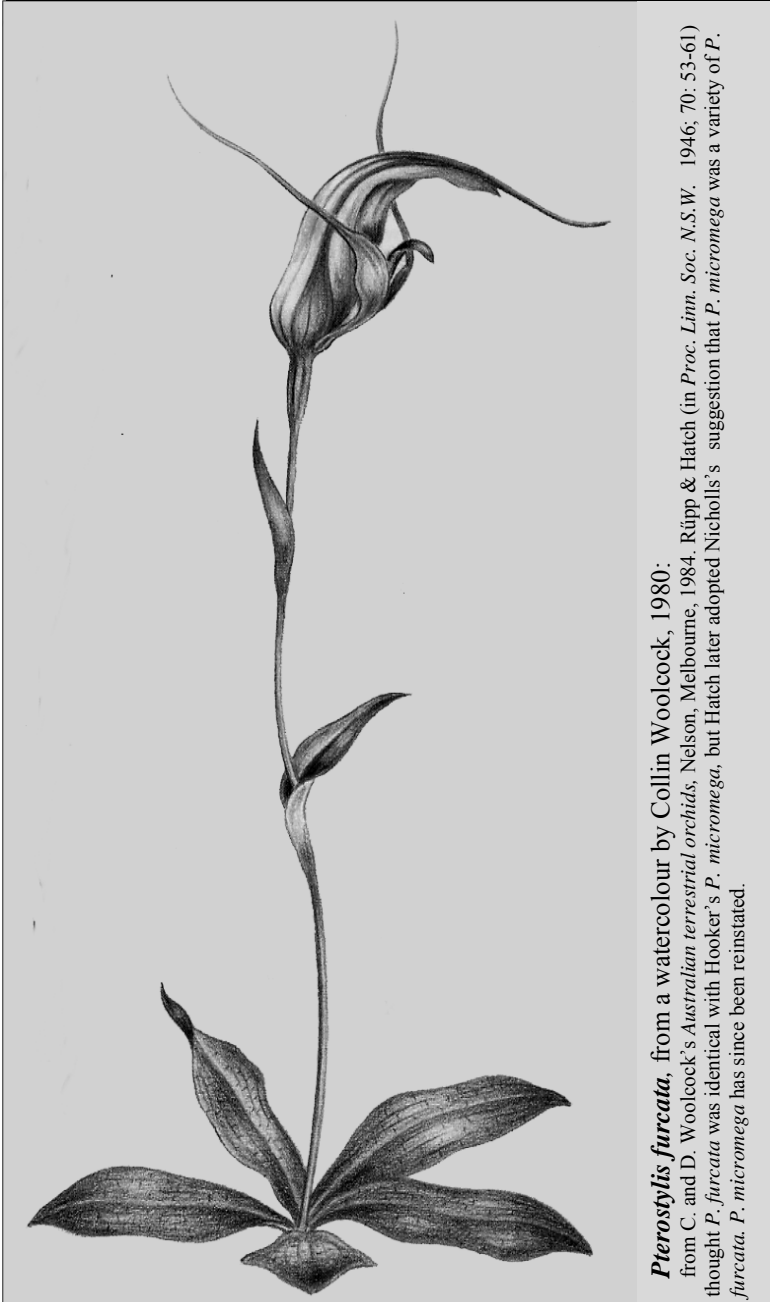 Pterostylis furcata, from a watercolour by Collin Woolcock, 1980:
from C. and D. Woolcock's Australian terrestrial orchids, Nelson, Melbourne, 1984. Rüpp & Hatch (in Proc. Linn. Soc. N.S.W. 1946; 70: 53-61)
thought P. furcata was identical with Hooker's P. micromega, but Hatch later adopted Nicholls's suggestion that P. micromega was a variety of P.
furcata. P. micromega has since been reinstated.